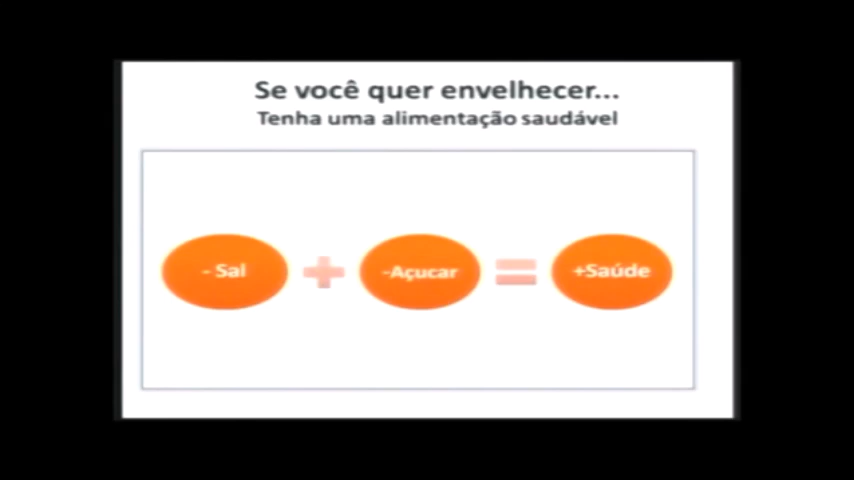 Se você quer envelhecer...
Tenha uma alimentação saudável
- Sal + -Açucar = +Saúde